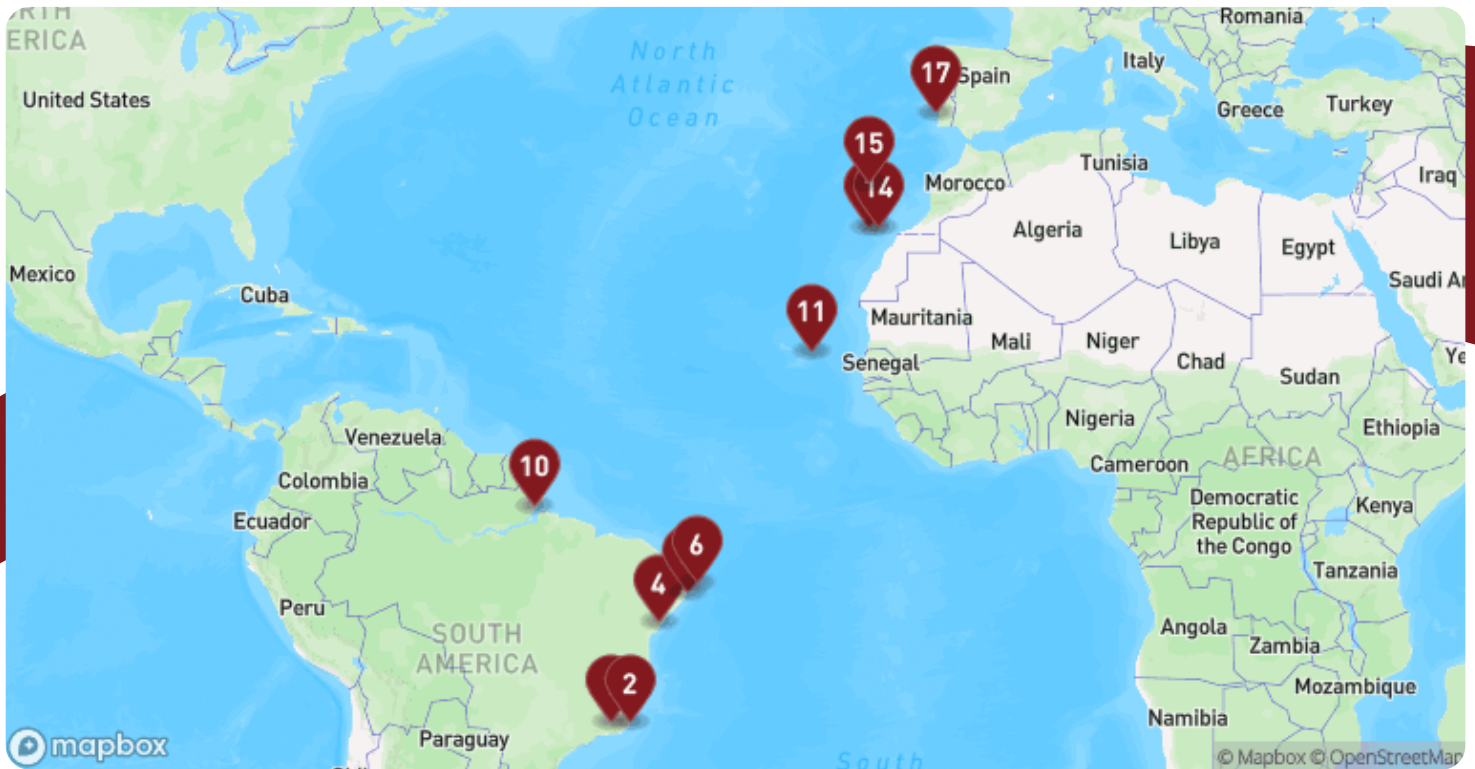 RTH
ERICA
United States
Mexico
Cuba
North
Atlantic
Ocean
Romania
Italy
17
Spain
Greece
Turkey
15
14
Tunisia
Morocco
Iraq
Algeria
Libya
Egypt
Saudi Ar
11
Mauritania
Mali
Niger
Senegal
Chad
Ye
Sudan
Venezuela
Nigeria
Ethiopia
10
Colombia
Cameroon
AFRICA
Ecuador
Democratic
Republic of
the Congo
Kenya
6
4
Tanzania
Peru
SOUTH
AMERICA
Angola
Zambia
2
Mozambique
Namibia
Paraguay
South
mapbox
© Mapbox © OpenStreetMap